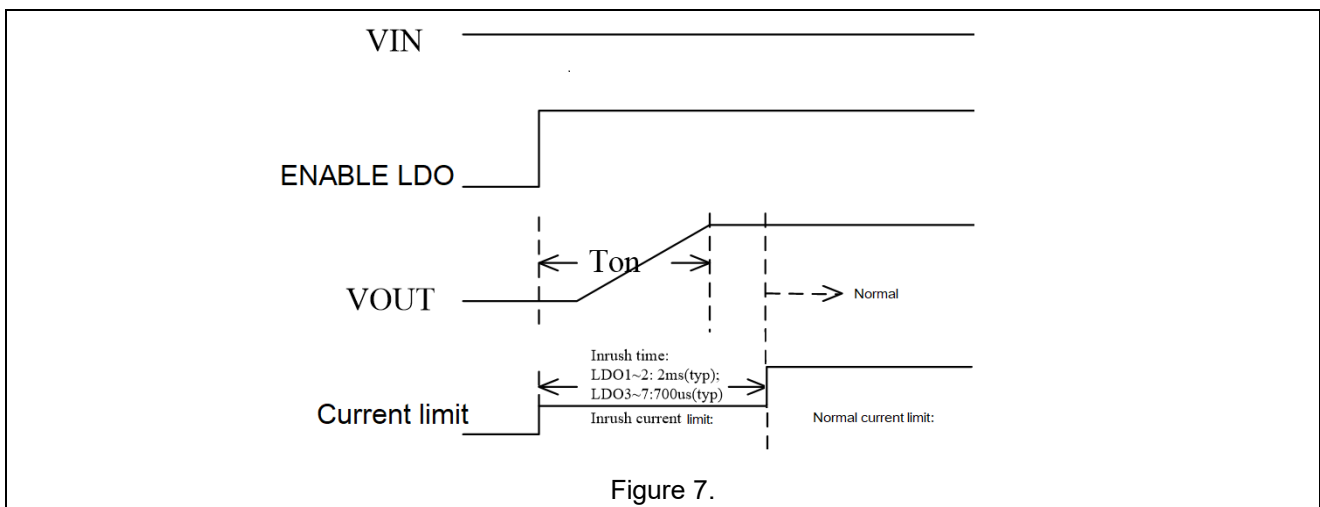 VIN
ENABLE LDO
Ton
VOUT
Normal
Inrush time:
LDO1~2: 2ms(typ);
LDO3~7:700us(typ)
Current limit
Inrush current limit:
Normal current limit:
Figure 7.